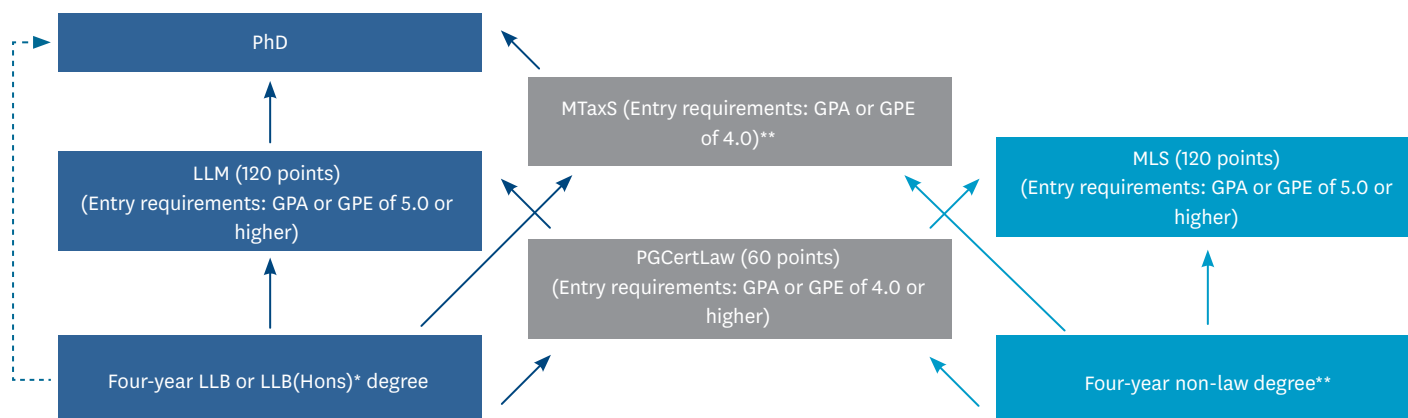 PhD
MTaxS (Entry requirements: GPA or GPE
of 4.0)**
LLM (120 points)
(Entry requirements: GPA or GPE of 5.0 or
higher)
MLS (120 points)
(Entry requirements: GPA or GPE of 5.0 or
higher)
PGCertLaw (60 points)
(Entry requirements: GPA or GPE of 4.0 or
higher)
Four-year LLB or LLB(Hons)* degree
Four-year non-law degree**